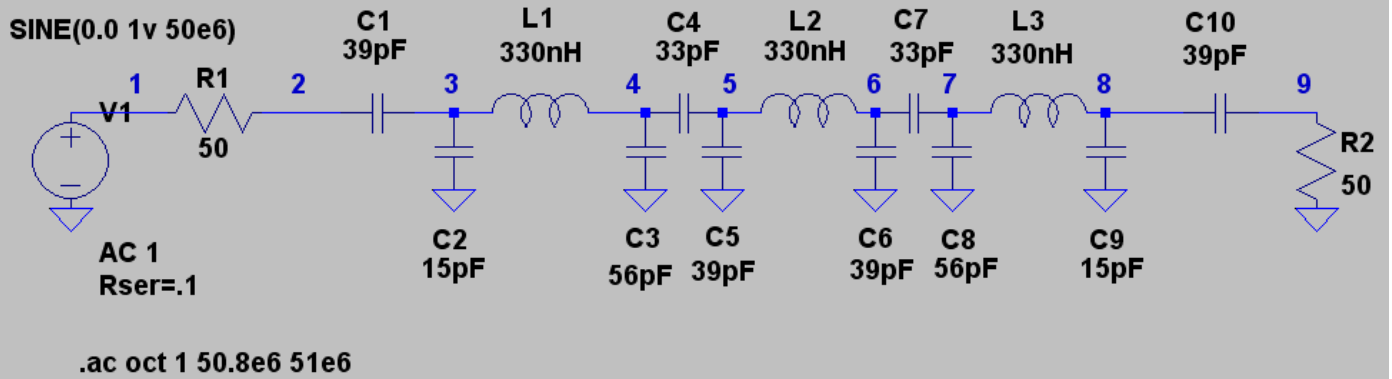 SINE(0.0 1v 50e6)
C1
39pF
L1
330nH
C4
33pF
L2
330nH
C7
33pF
L3
330nH
C10
39pF
1
R1
2
3
4
5
6
7
8
9
V1
50
R2
50
C2
15pF
C3
56pF
C5
39pF
C6
39pF
C8
56pF
C9
15pF
AC 1
Rser=.1
.ac oct 1 50.8e6 51e6